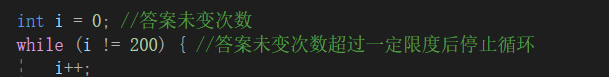 int i = 0; //答案未变次数
while (i != 200) { //答案未变次数超过一定限度后停止循环
i++;